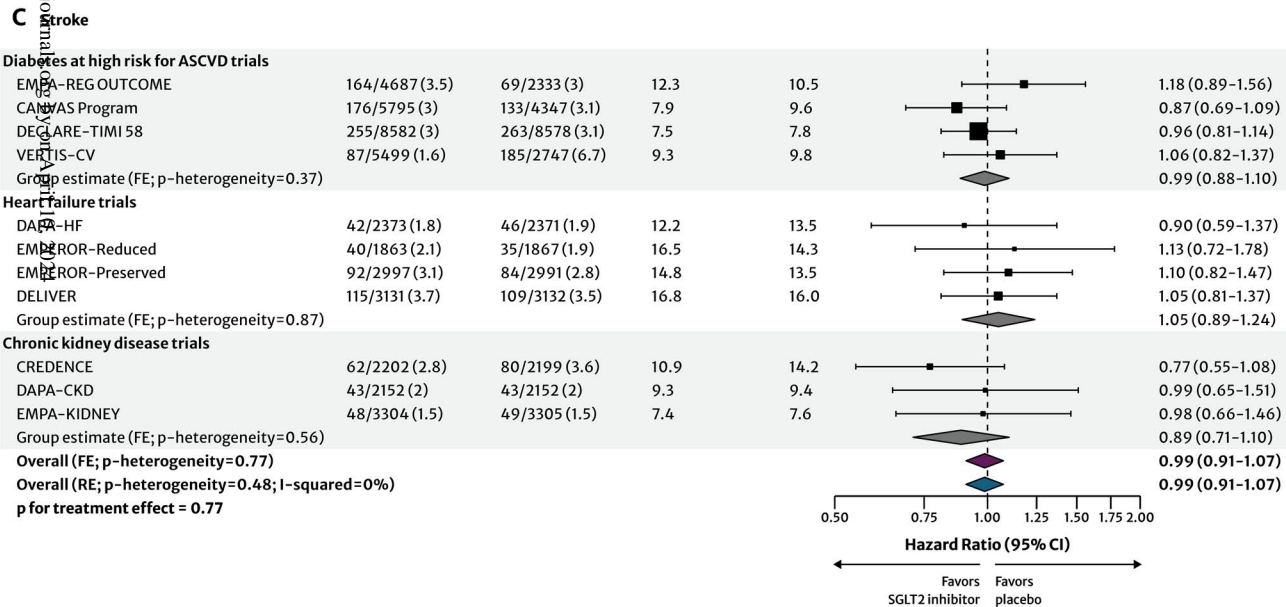 C Stroke
Diabetes at high risk for ASCVD trials
EMPA-REG OUTCOME 164/4687 (3.5) 69/2333 (3) 12.3 10.5 1.18 (0.89-1.56)
CANVAS Program 176/5795 (3) 133/4347 (3.1) 7.9 9.6 0.87 (0.69-1.09)
DECLARE-TIMI 58 255/8582 (3) 263/8578 (3.1) 7.5 7.8 0.96 (0.81-1.14)
VERTIS-CV 87/5499 (1.6) 185/2747 (6.7) 9.3 9.8 1.06 (0.82-1.37)
Group estimate (FE; p-heterogeneity=0.37) 0.99 (0.88-1.10)
Heart failure trials
DAPA-HF 42/2373 (1.8) 46/2371 (1.9) 12.2 13.5 0.90 (0.59-1.37)
EMPEROR-Reduced 40/1863 (2.1) 35/1867 (1.9) 16.5 14.3 1.13 (0.72-1.78)
EMPEROR-Preserved 92/2997 (3.1) 84/2991 (2.8) 14.8 13.5 1.10 (0.82-1.47)
DELIVER 115/3131 (3.7) 109/3132 (3.5) 16.8 16.0 1.05 (0.81-1.37)
Group estimate (FE; p-heterogeneity=0.87) 1.05 (0.89-1.24)
Chronic kidney disease trials
CREDENCE 62/2202 (2.8) 80/2199 (3.6) 10.9 14.2 0.77 (0.55-1.08)
DAPA-CKD 43/2152 (2) 43/2152 (2) 9.3 9.4 0.99 (0.65-1.51)
EMPA-KIDNEY 48/3304 (1.5) 49/3305 (1.5) 7.4 7.6 0.98 (0.66-1.46)
Group estimate (FE; p-heterogeneity=0.56) 0.89 (0.71-1.10)
Overall (FE; p-heterogeneity=0.77) 0.99 (0.91-1.07)
Overall (RE; p-heterogeneity=0.48; I-squared=0%) 0.99 (0.91-1.07)
p for treatment effect = 0.77
0.50 0.75 1.00 1.25 1.50 1.75 2.00
Hazard Ratio (95% CI)
Favors Favors
SGLT2 inhibitor placebo
ournals.org by on April 10, 2024